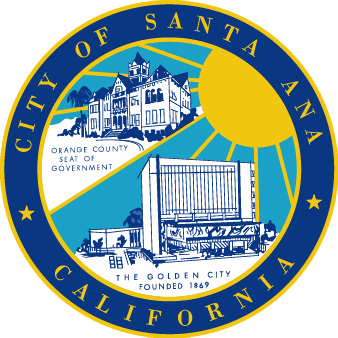 CITY OF SANTA ANA
ORANGE COUNTY
SEAT OF
GOVERNMENT
THE GOLDEN CITY
FOUNDED 1869
CALIFORNIA